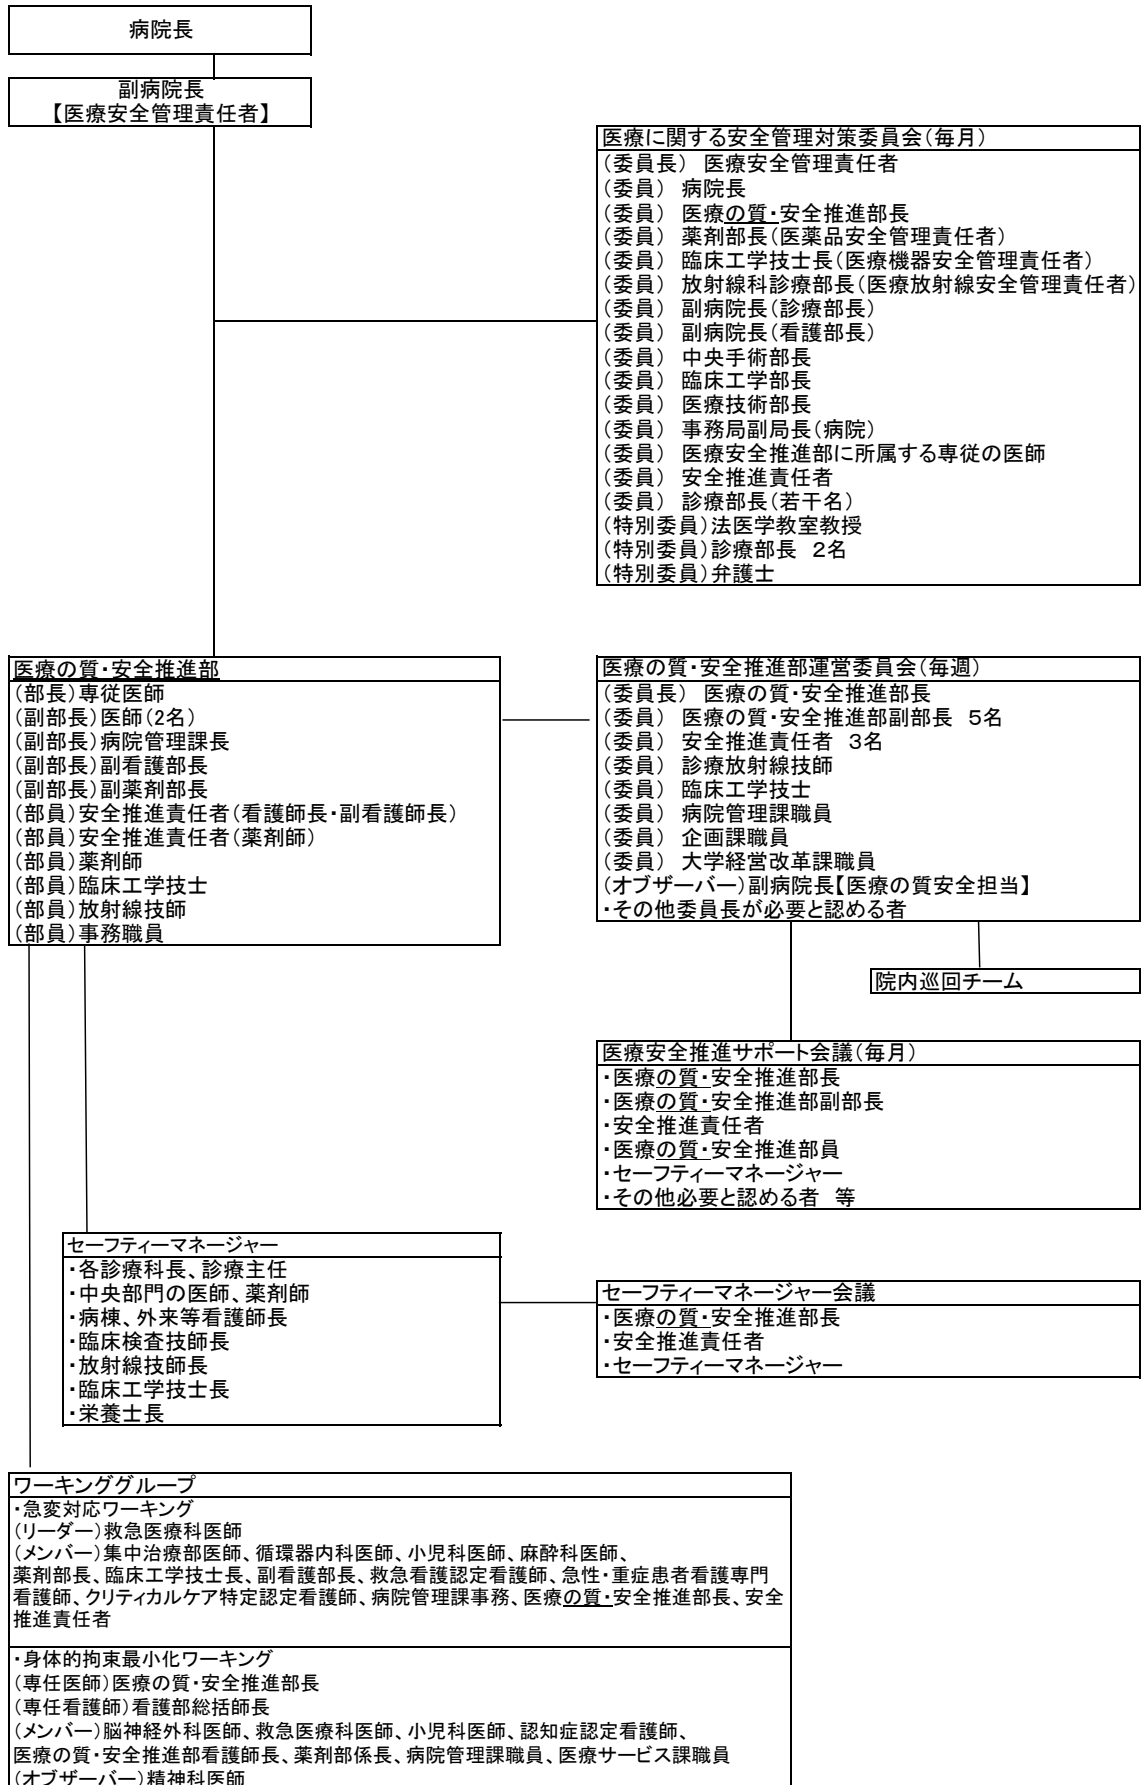 病院長
副病院長
【医療安全管理責任者】
医療に関する安全管理対策委員会(毎月)
(委員長) 医療安全管理責任者
(委員) 病院長
(委員) 医療の質・安全推進部長
(委員) 薬剤部長(医薬品安全管理責任者)
(委員) 臨床工学技士長(医療機器安全管理責任者)
(委員) 放射線科診療部長(医療放射線安全管理責任者)
(委員) 副病院長(診療部長)
(委員) 副病院長(看護部長)
(委員) 中央手術部長
(委員) 臨床工学部長
(委員) 医療技術部長
(委員) 事務局副局長(病院)
(委員) 医療安全推進部に所属する専従の医師
(委員) 安全推進責任者
(委員) 診療部長(若干名)
(特別委員)法医学教室教授
(特別委員)診療部長 2名
(特別委員)弁護士
医療の質・安全推進部
(部長)専従医師
(副部長)医師(2名)
(副部長)病院管理課長
(副部長)副看護部長
(副部長)副薬剤部長
(部員)安全推進責任者(看護師長・副看護師長)
(部員)安全推進責任者(薬剤師)
(部員)薬剤師
(部員)臨床工学技士
(部員)放射線技師
(部員)事務職員
医療の質・安全推進部運営委員会(毎週)
(委員長) 医療の質・安全推進部長
(委員) 医療の質・安全推進部副部長 5名
(委員) 安全推進責任者 3名
(委員) 診療放射線技師
(委員) 臨床工学技士
(委員) 病院管理課職員
(委員) 企画課職員
(委員) 大学経営改革課職員
(オブザーバー)副病院長【医療の質安全担当】
・その他委員長が必要と認める者
院内巡回チーム
医療安全推進サポート会議(毎月)
・医療の質・安全推進部長
・医療の質・安全推進部副部長
・安全推進責任者
・医療の質・安全推進部員
・セーフティーマネージャー
・その他必要と認める者 等
セーフティーマネージャー
・各診療科長、診療主任
・中央部門の医師、薬剤師
・病棟、外来等看護師長
・臨床検査技師長
・放射線技師長
・臨床工学技士長
・栄養士長
セーフティーマネージャー会議
・医療の質・安全推進部長
・安全推進責任者
・セーフティーマネージャー
ワーキンググループ
・急変対応ワーキング
(リーダー)救急医療科医師
(メンバー)集中治療部医師、循環器内科医師、小児科医師、麻酔科医師、
薬剤部長、臨床工学技士長、副看護部長、救急看護認定看護師、急性・重症患者看護専門
看護師、クリティカルケア特定認定看護師、病院管理課事務、医療の質・安全推進部長、安全
推進責任者
・身体的拘束最小化ワーキング
(専任医師)医療の質・安全推進部長
(専任看護師)看護部総括師長
(メンバー)脳神経外科医師、救急医療科医師、小児科医師、認知症認定看護師、
医療の質・安全推進部看護師長、薬剤部係長、病院管理課職員、医療サービス課職員
(オブザーバー)精神科医師